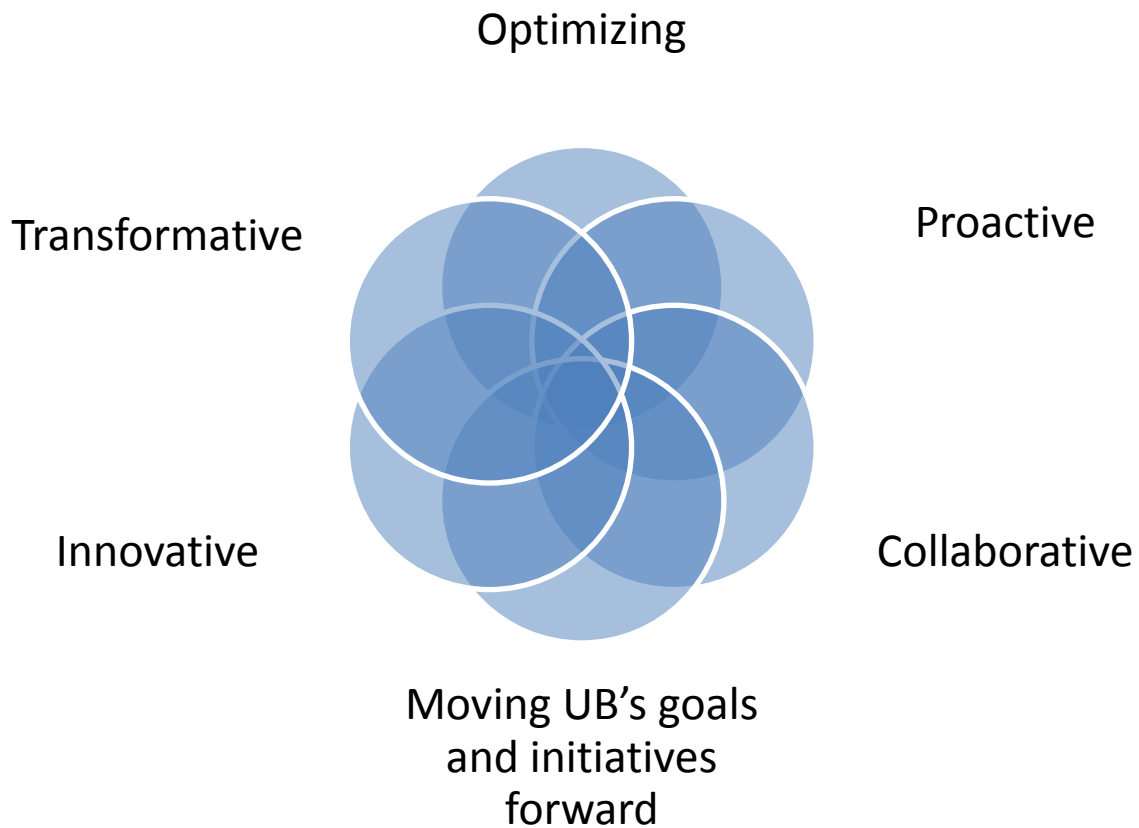 Optimizing
Transformative
Proactive
Innovative
Collaborative
Moving UB’s goals
and initiatives
forward